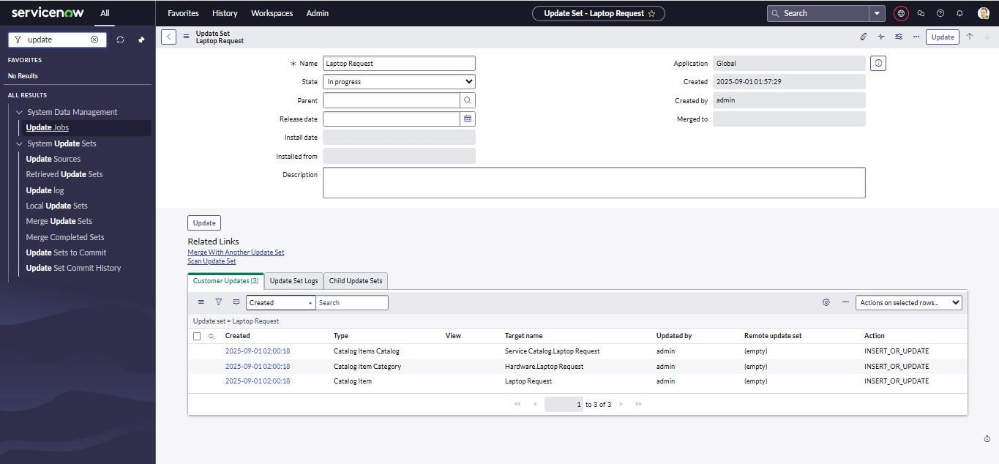 servicenow All Favorites History Workspaces Admin Update Set - Laptop Request Search
update
FAVORITES
No Results
ALL RESULTS
System Data Management
Update Jobs
System Update Sets
Update Sources
Retrieved Update Sets
Update log
Local Update Sets
Merge Update Sets
Merge Completed Sets
Update Sets to Commit
Update Set Commit History
Update Set
Laptop Request
Update
Name Laptop Request
State In progress
Parent
Release date
Install date
Installed from
Description
Application Global
Created 2025-09-01 01:57:29
Created by admin
Merged to
Update
Related Links
Merge With Another Update Set
Scan Update Set
Customer Updates (3) Update Set Logs Child Update Sets
Created Search Actions on selected rows...
Update set = Laptop Request
Created Type View Target name Updated by Remote update set Action
2025-09-01 02:00:18 Catalog Items Catalog Service Catalog.Laptop Request admin (empty) INSERT_OR_UPDATE
2025-09-01 02:00:18 Catalog Item Category Hardware.Laptop Request admin (empty) INSERT_OR_UPDATE
2025-09-01 02:00:18 Catalog Item Laptop Request admin (empty) INSERT_OR_UPDATE
1 to 3 of 3